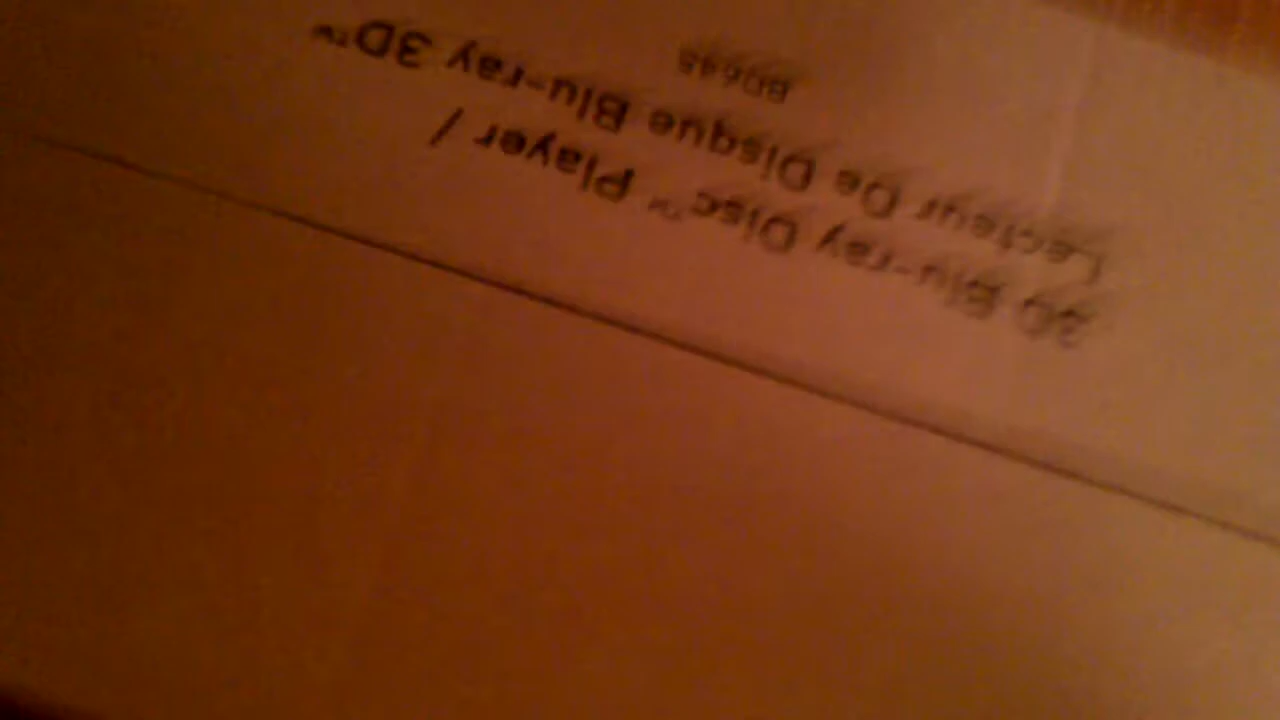 3D Blu-ray Disc™ Player /
Lecteur De Disque Blu-ray 3D™
BD645